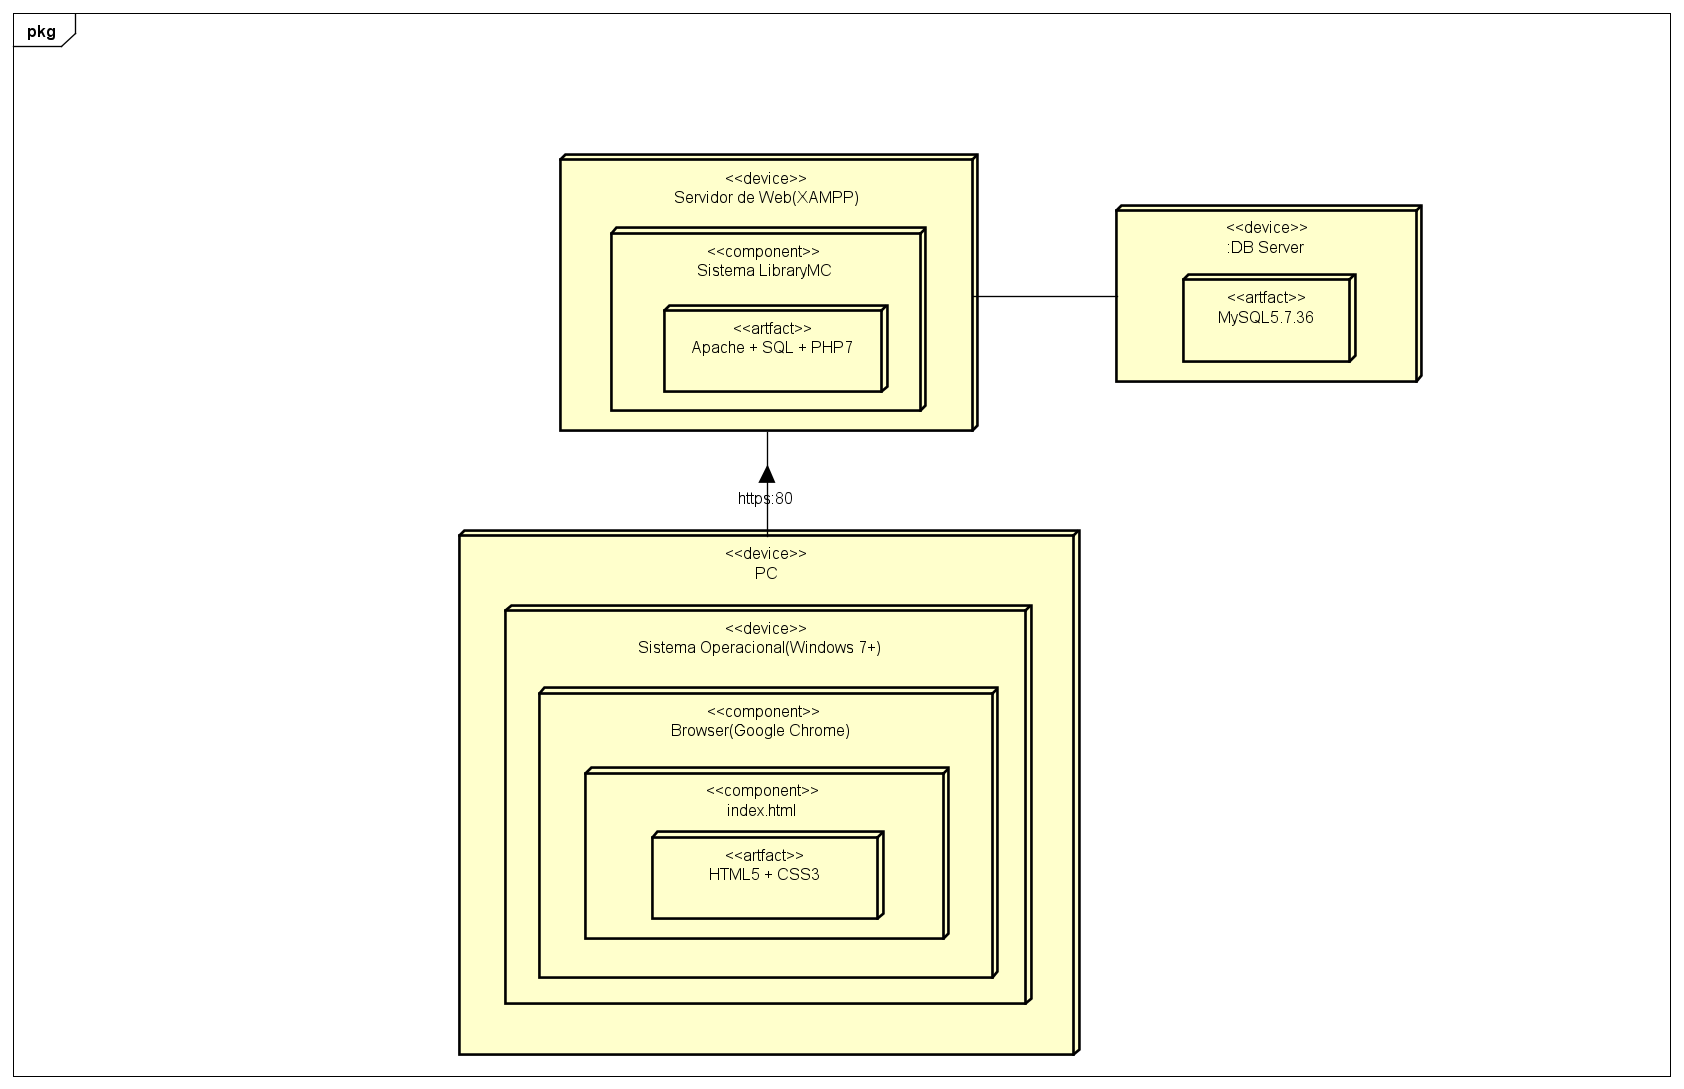 pkg
<<device>>
Servidor de Web(XAMPP)
<<component>>
Sistema LibraryMC
<<artfact>>
Apache + SQL + PHP7
<<device>>
:DB Server
<<artfact>>
MySQL5.7.36
https:80
<<device>>
PC
<<device>>
Sistema Operacional(Windows 7+)
<<component>>
Browser(Google Chrome)
<<component>>
index.html
<<artfact>>
HTML5 + CSS3